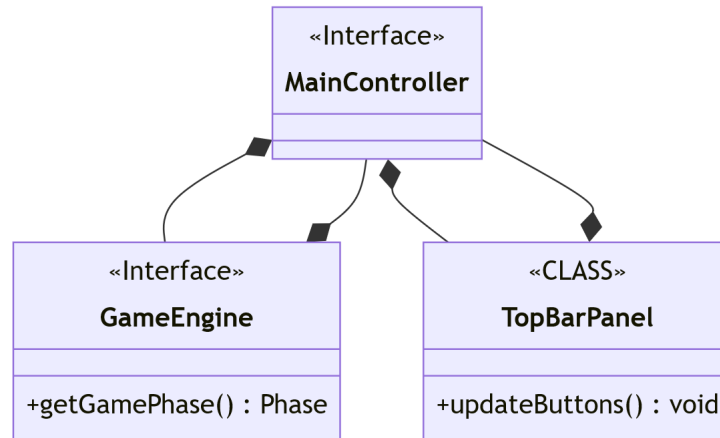 «Interface»
MainController
«Interface»
GameEngine
+getGamePhase() : Phase
«CLASS»
TopBarPanel
+updateButtons() : void